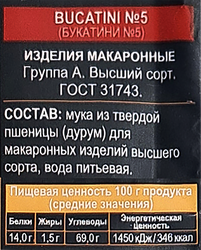 BUCATINI №5
(БУКАТИНИ №5)
ИЗДЕЛИЯ МАКАРОННЫЕ
Группа А. Высший сорт.
ГОСТ 31743.
СОСТАВ: мука из твердой
пшеницы (дурум) для
макаронных изделий высшего
сорта, вода питьевая.
Пищевая ценность 100 г продукта
(средние значения)
Белки Жиры Углеводы Энергетическая ценность
14,0г 1,5г 69,0г 1450 кДж/346 ккал